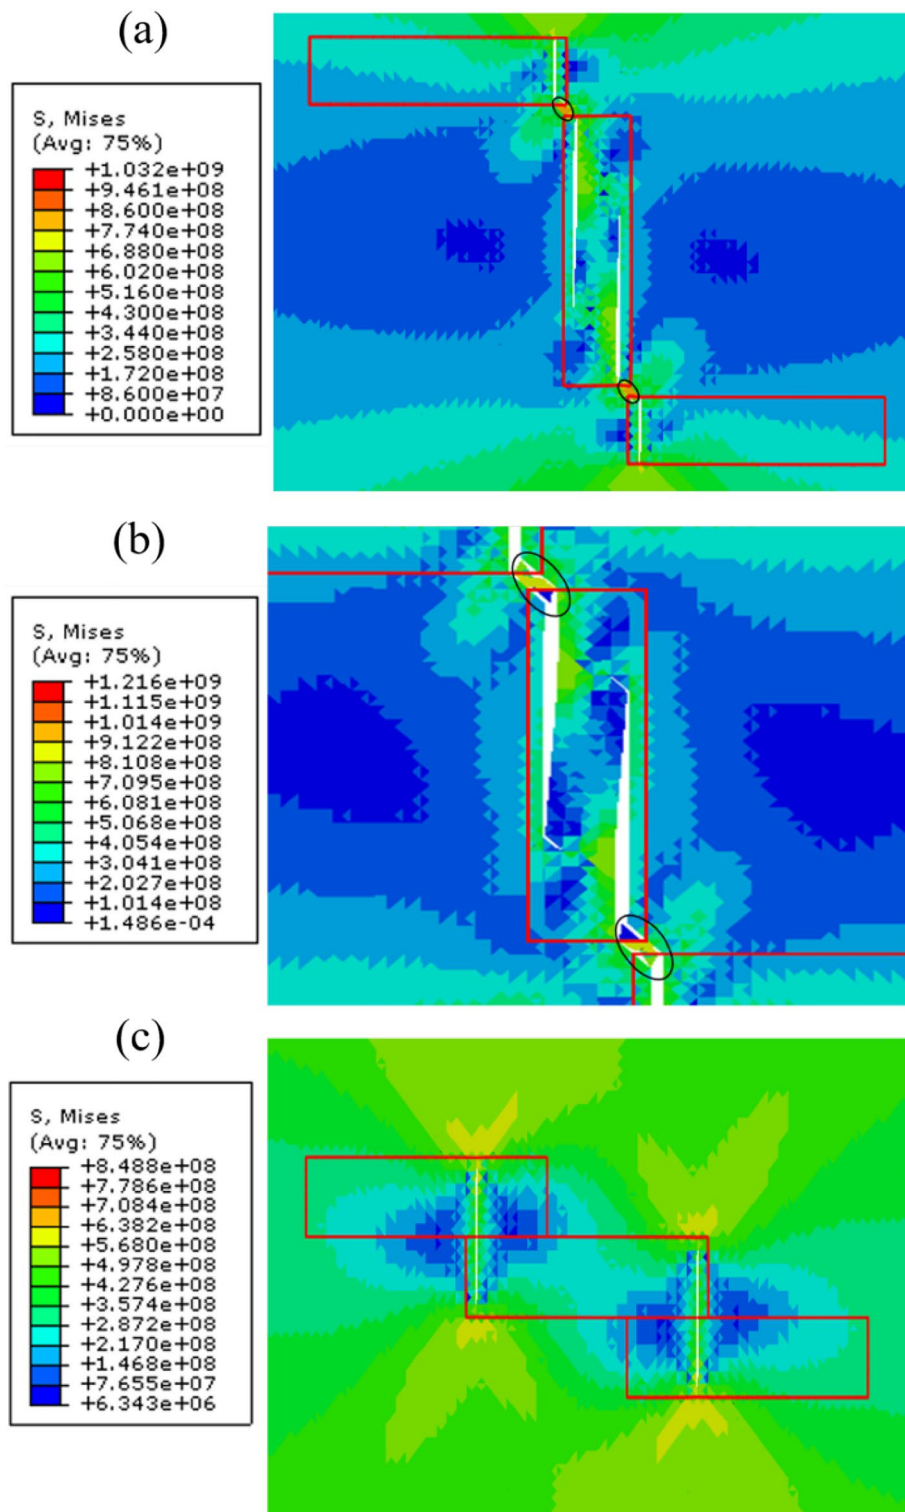 (a)
S, Mises
(Avg: 75%)
+1.032e+09
+9.461e+08
+8.600e+08
+7.740e+08
+6.880e+08
+6.020e+08
+5.160e+08
+4.300e+08
+3.440e+08
+2.580e+08
+1.720e+08
+8.600e+07
+0.000e+00
(b)
S, Mises
(Avg: 75%)
+1.216e+09
+1.115e+09
+1.014e+09
+9.122e+08
+8.108e+08
+7.095e+08
+6.081e+08
+5.068e+08
+4.054e+08
+3.041e+08
+2.027e+08
+1.014e+08
+1.486e-04
(c)
S, Mises
(Avg: 75%)
+8.488e+08
+7.786e+08
+7.084e+08
+6.382e+08
+5.680e+08
+4.978e+08
+4.276e+08
+3.574e+08
+2.872e+08
+2.170e+08
+1.468e+08
+7.655e+07
+6.343e+06